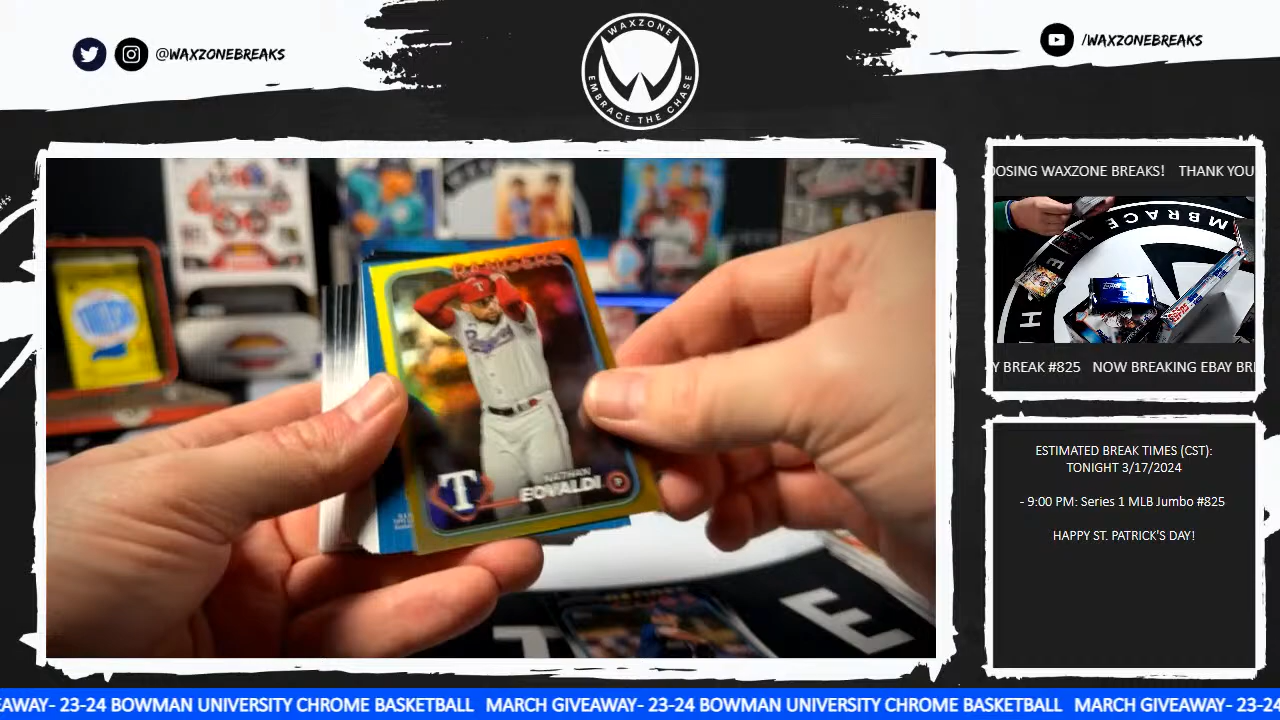 @WAXZONEBREAKS
WAXZONE
EMBRACE THE CHASE
/WAXZONEBREAKS
OSING WAXZONE BREAKS! THANK YOU
MBRACE
H
Y BREAK #825 NOW BREAKING EBAY BR
RANGERS
T
Rangers
T
NATHAN
EOVALDI
P
E
ESTIMATED BREAK TIMES (CST):
TONIGHT 3/17/2024
- 9:00 PM: Series 1 MLB Jumbo #825
HAPPY ST. PATRICK'S DAY!
EAWAY- 23-24 BOWMAN UNIVERSITY CHROME BASKETBALL MARCH GIVEAWAY- 23-24 BOWMAN UNIVERSITY CHROME BASKETBALL MARCH GIVEAWAY- 23-24